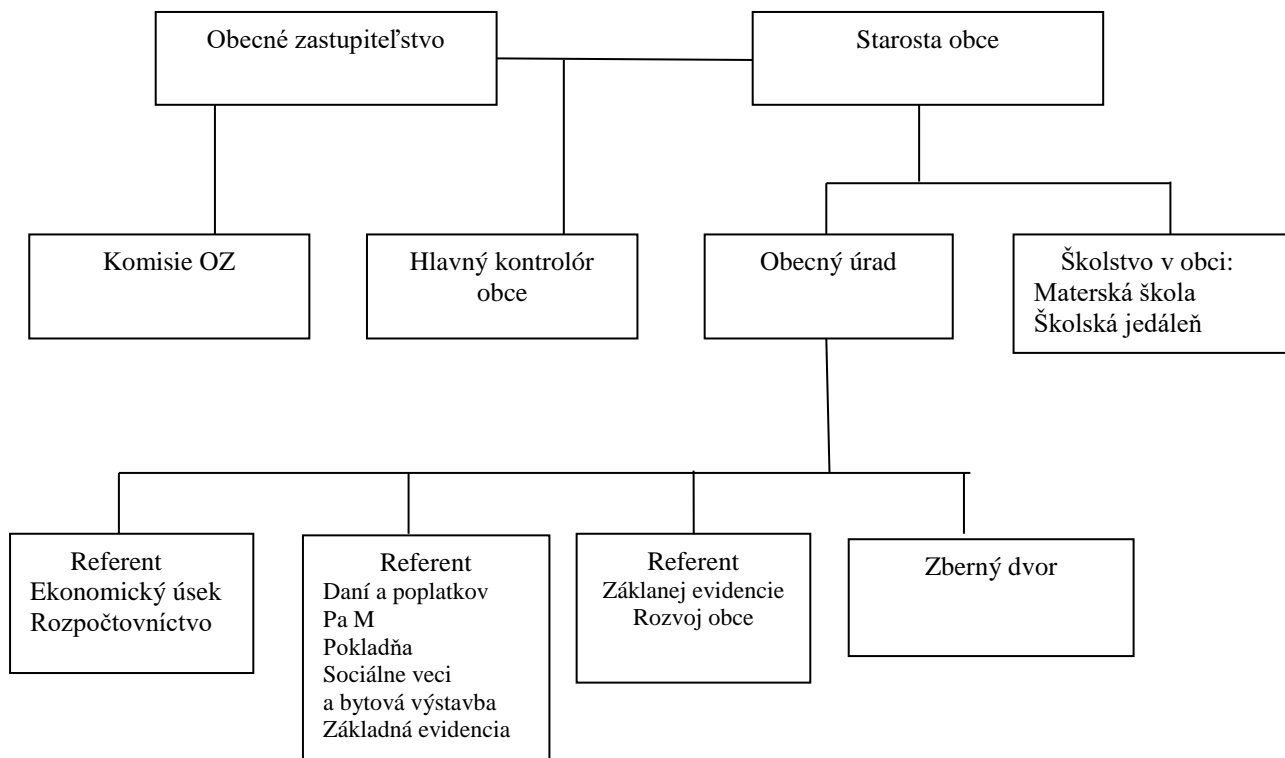 Obecné zastupiteľstvo
Starosta obce
Komisie OZ
Hlavný kontrolór
obce
Obecný úrad
Školstvo v obci:
Materská škola
Školská jedáleň
Referent
Ekonomický úsek
Rozpočtovníctvo
Referent
Daní a poplatkov
Pa M
Pokladňa
Sociálne veci
a bytová výstavba
Základná evidencia
Referent
Záklanej evidencie
Rozvoj obce
Zberný dvor